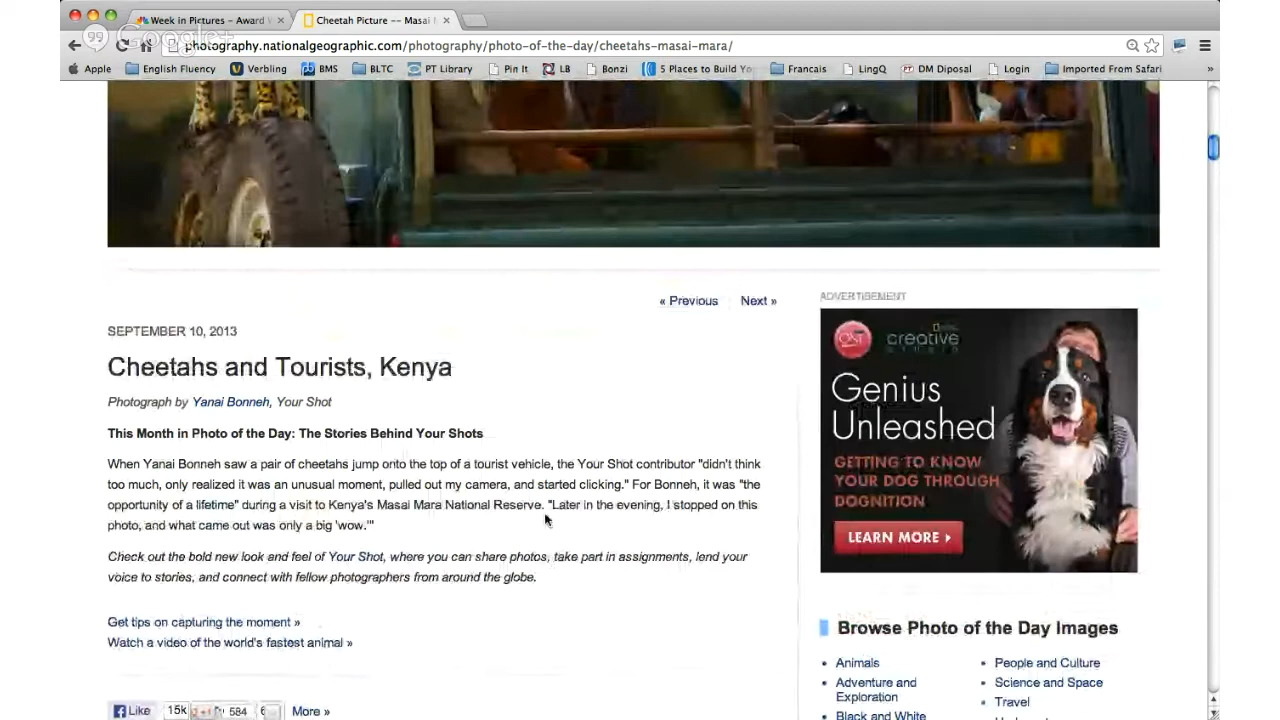 Week in Pictures – Award
Cheetah Picture -- Masai
Google+
photography.nationalgeographic.com/photography/photo-of-the-day/cheetahs-masai-mara/
Apple English Fluency Verbling BMS BLTC PT Library Pin It LB Bonzi 5 Places to Build Yo Francais LingQ DM Diposal Login Imported From Safari »
« Previous Next »
ADVERTISEMENT
SEPTEMBER 10, 2013
Cheetahs and Tourists, Kenya
Photograph by Yanai Bonneh, Your Shot
This Month in Photo of the Day: The Stories Behind Your Shots
When Yanai Bonneh saw a pair of cheetahs jump onto the top of a tourist vehicle, the Your Shot contributor "didn't think
too much, only realized it was an unusual moment, pulled out my camera, and started clicking." For Bonneh, it was "the
opportunity of a lifetime" during a visit to Kenya's Masai Mara National Reserve. "Later in the evening, I stopped on this
photo, and what came out was only a big 'wow.'"
Check out the bold new look and feel of Your Shot, where you can share photos, take part in assignments, lend your
voice to stories, and connect with fellow photographers from around the globe.
Get tips on capturing the moment »
Watch a video of the world's fastest animal »
Like 15k +1 584 More »
creative
Genius
Unleashed
GETTING TO KNOW
YOUR DOG THROUGH
DOGNITION
LEARN MORE
Browse Photo of the Day Images
Animals
Adventure and
Exploration
Black and White
People and Culture
Science and Space
Travel